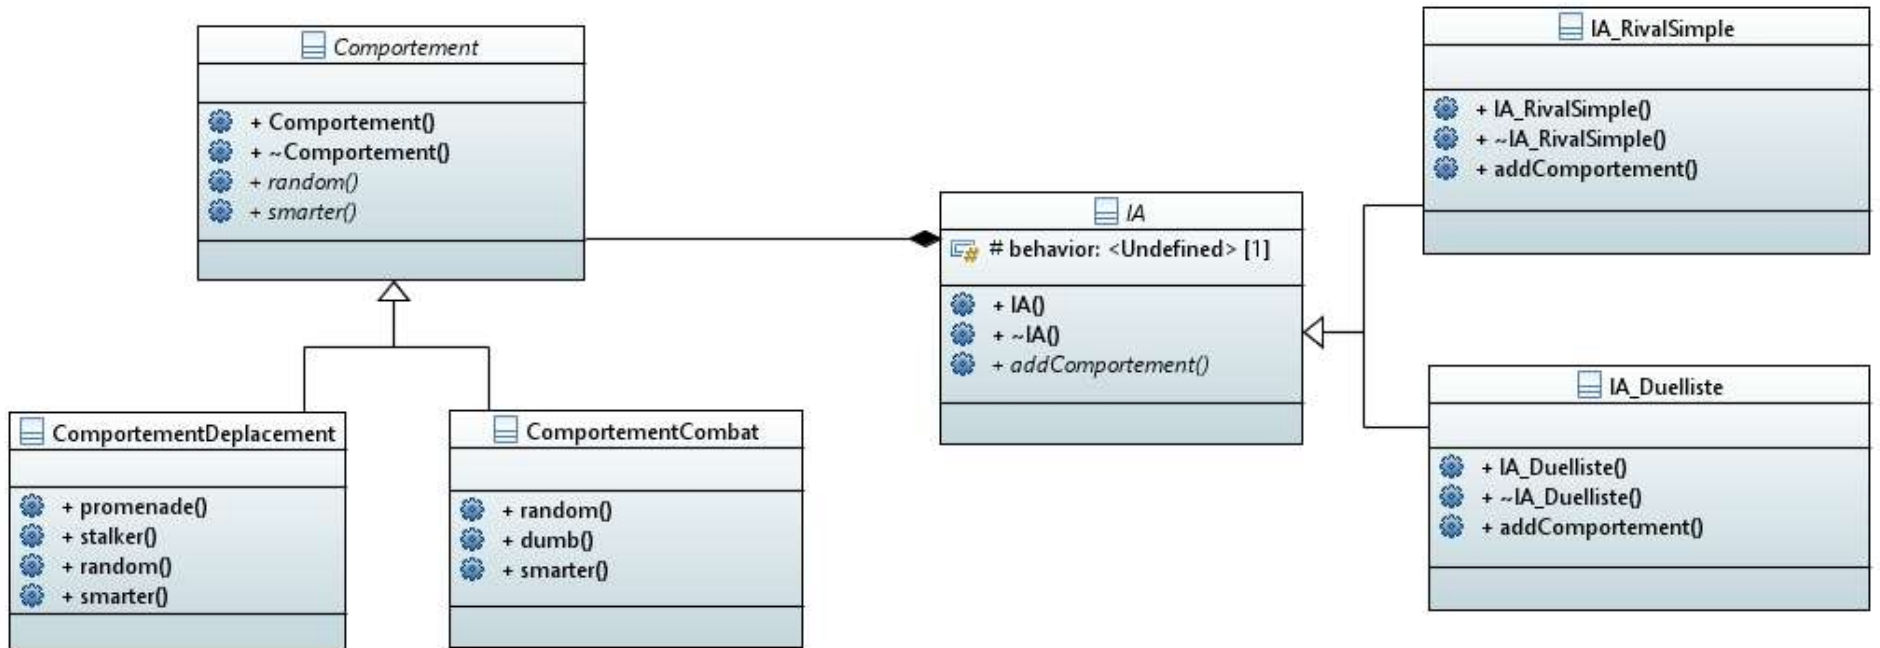 Comportement
+ Comportement()
+ ~Comportement()
+ random()
+ smarter()
ComportementDeplacement
+ promenade()
+ stalker()
+ random()
+ smarter()
ComportementCombat
+ random()
+ dumb()
+ smarter()
IA
# behavior: <Undefined> [1]
+ IA()
+ ~IA()
+ addComportement()
IA_RivalSimple
+ IA_RivalSimple()
+ ~IA_RivalSimple()
+ addComportement()
IA_Duelliste
+ IA_Duelliste()
+ ~IA_Duelliste()
+ addComportement()